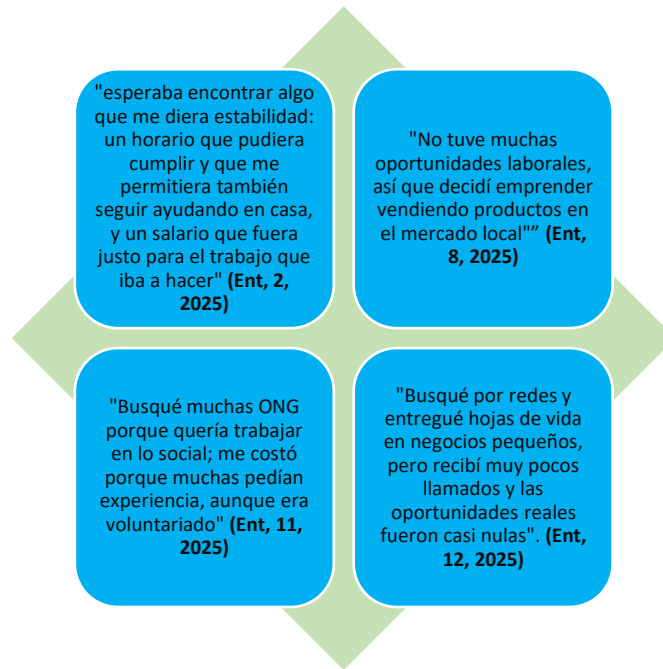 "esperaba encontrar algo
que me diera estabilidad:
un horario que pudiera
cumplir y que me
permitiera también
seguir ayudando en casa,
y un salario que fuera
justo para el trabajo que
iba a hacer" (Ent, 2,
2025)
"No tuve muchas
oportunidades laborales,
así que decidí emprender
vendiendo productos en
el mercado local"” (Ent,
8, 2025)
"Busqué muchas ONG
porque quería trabajar
en lo social; me costó
porque muchas pedían
experiencia, aunque era
voluntariado" (Ent, 11,
2025)
"Busqué por redes y
entregué hojas de vida
en negocios pequeños,
pero recibí muy pocos
llamados y las
oportunidades reales
fueron casi nulas". (Ent,
12, 2025)